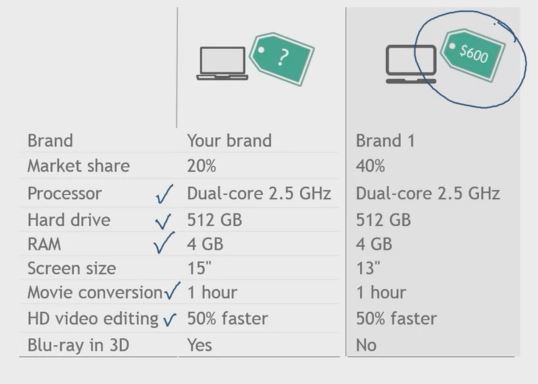 ?
$600
Brand Your brand Brand 1
Market share 20% 40%
Processor ✓ Dual-core 2.5 GHz Dual-core 2.5 GHz
Hard drive ✓ 512 GB 512 GB
RAM ✓ 4 GB 4 GB
Screen size 15" 13"
Movie conversion ✓ 1 hour 1 hour
HD video editing ✓ 50% faster 50% faster
Blu-ray in 3D Yes No